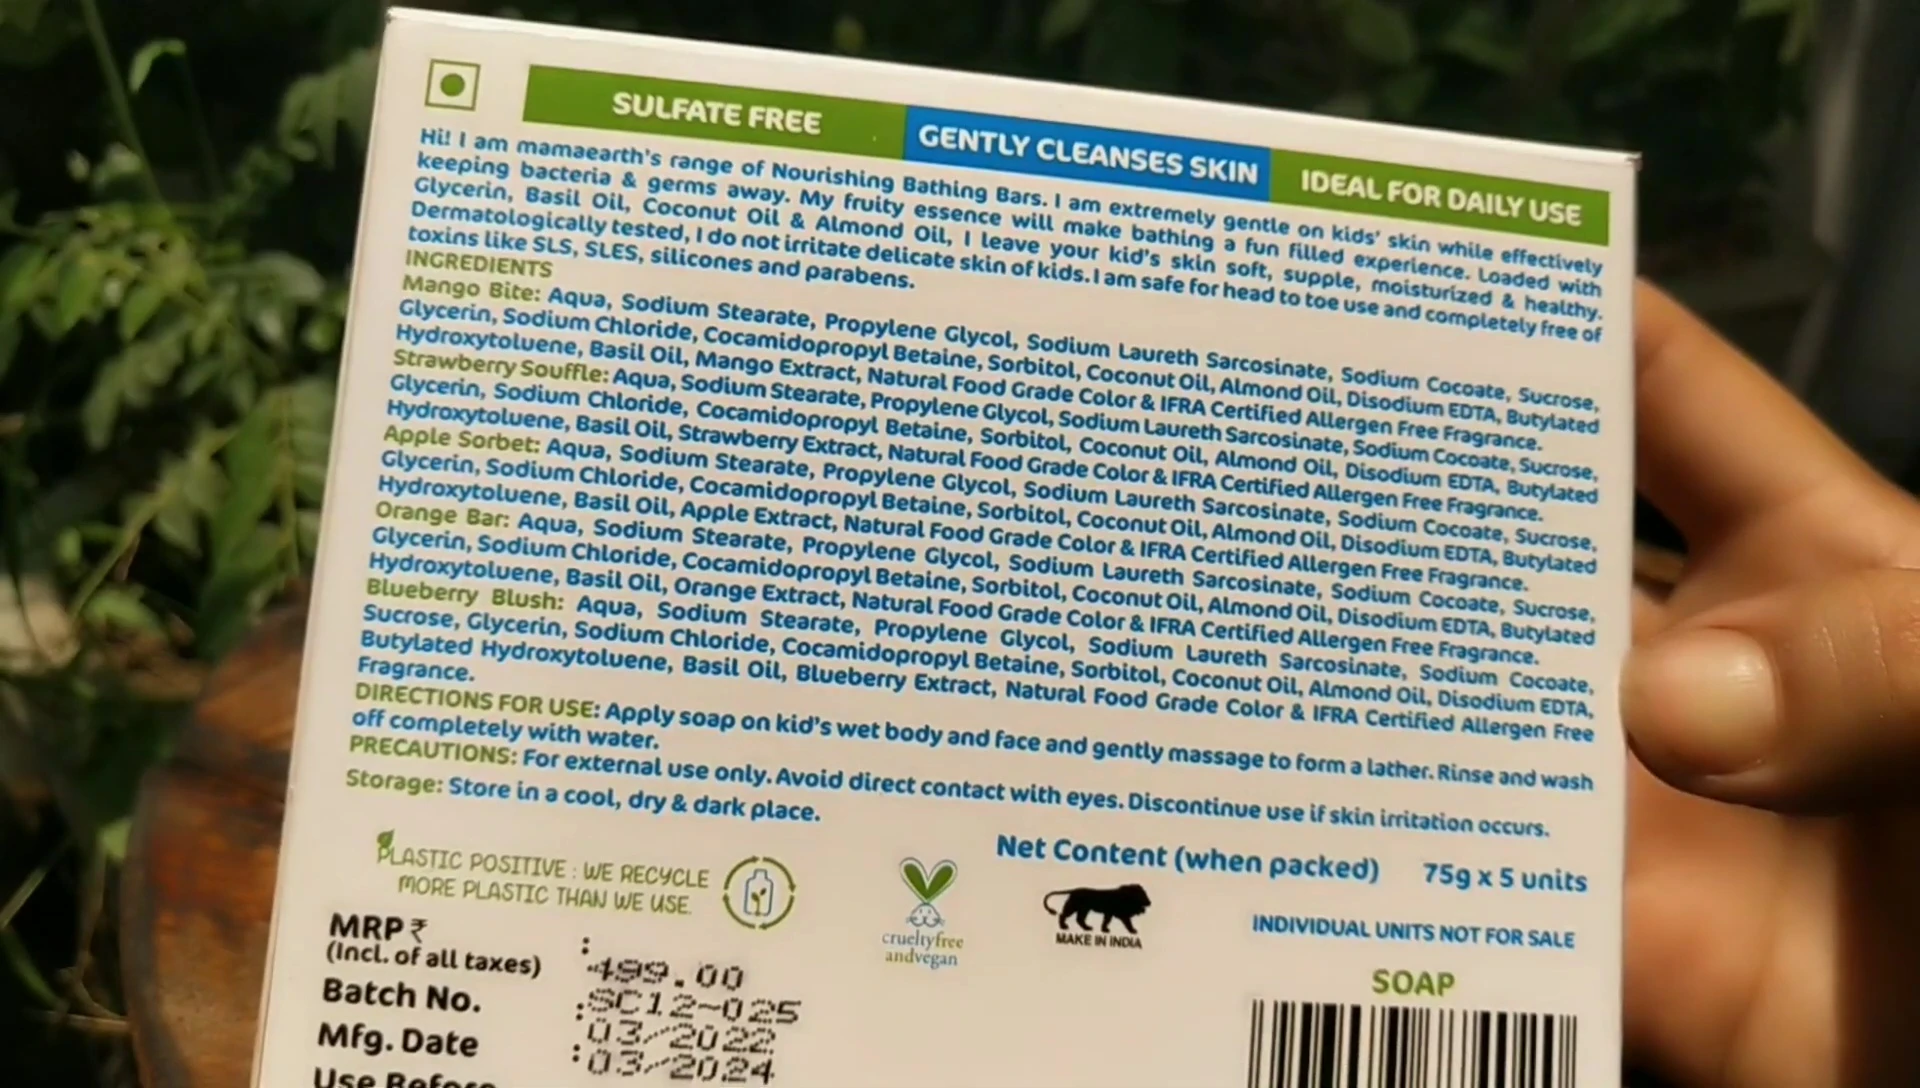 SULFATE FREE
GENTLY CLEANSES SKIN
IDEAL FOR DAILY USE
Hi! I am mamaearth's range of Nourishing Bathing Bars. I am extremely gentle on kids' skin while effectively
keeping bacteria & germs away. My fruity essence will make bathing a fun filled experience. Loaded with
Glycerin, Basil Oil, Coconut Oil & Almond Oil, I leave your kid's skin soft, supple, moisturized & healthy.
Dermatologically tested, I do not irritate delicate skin of kids. I am safe for head to toe use and completely free of
toxins like SLS, SLES, silicones and parabens.
INGREDIENTS
Mango Bite: Aqua, Sodium Stearate, Propylene Glycol, Sodium Laureth Sarcosinate, Sodium Cocoate, Sucrose,
Glycerin, Sodium Chloride, Cocamidopropyl Betaine, Sorbitol, Coconut Oil, Almond Oil, Disodium EDTA, Butylated
Hydroxytoluene, Basil Oil, Mango Extract, Natural Food Grade Color & IFRA Certified Allergen Free Fragrance.
Strawberry Souffle: Aqua, Sodium Stearate, Propylene Glycol, Sodium Laureth Sarcosinate, Sodium Cocoate, Sucrose,
Glycerin, Sodium Chloride, Cocamidopropyl Betaine, Sorbitol, Coconut Oil, Almond Oil, Disodium EDTA, Butylated
Hydroxytoluene, Basil Oil, Strawberry Extract, Natural Food Grade Color & IFRA Certified Allergen Free Fragrance.
Apple Sorbet: Aqua, Sodium Stearate, Propylene Glycol, Sodium Laureth Sarcosinate, Sodium Cocoate, Sucrose,
Glycerin, Sodium Chloride, Cocamidopropyl Betaine, Sorbitol, Coconut Oil, Almond Oil, Disodium EDTA, Butylated
Hydroxytoluene, Basil Oil, Apple Extract, Natural Food Grade Color & IFRA Certified Allergen Free Fragrance.
Orange Bar: Aqua, Sodium Stearate, Propylene Glycol, Sodium Laureth Sarcosinate, Sodium Cocoate, Sucrose,
Glycerin, Sodium Chloride, Cocamidopropyl Betaine, Sorbitol, Coconut Oil, Almond Oil, Disodium EDTA, Butylated
Hydroxytoluene, Basil Oil, Orange Extract, Natural Food Grade Color & IFRA Certified Allergen Free Fragrance.
Blueberry Blush: Aqua, Sodium Stearate, Propylene Glycol, Sodium Laureth Sarcosinate, Sodium Cocoate,
Sucrose, Glycerin, Sodium Chloride, Cocamidopropyl Betaine, Sorbitol, Coconut Oil, Almond Oil, Disodium EDTA,
Butylated Hydroxytoluene, Basil Oil, Blueberry Extract, Natural Food Grade Color & IFRA Certified Allergen Free
Fragrance.
DIRECTIONS FOR USE: Apply soap on kid's wet body and face and gently massage to form a lather. Rinse and wash
off completely with water.
PRECAUTIONS: For external use only. Avoid direct contact with eyes. Discontinue use if skin irritation occurs.
Storage: Store in a cool, dry & dark place.
PLASTIC POSITIVE : WE RECYCLE
MORE PLASTIC THAN WE USE.
crueltyfree
andvegan
MAKE IN INDIA
Net Content (when packed) 75g x 5 units
INDIVIDUAL UNITS NOT FOR SALE
SOAP
MRP ₹ :
(Incl. of all taxes) 499.00
Batch No. :SC12-025
Mfg. Date 03/2022
Use Before :03/2024